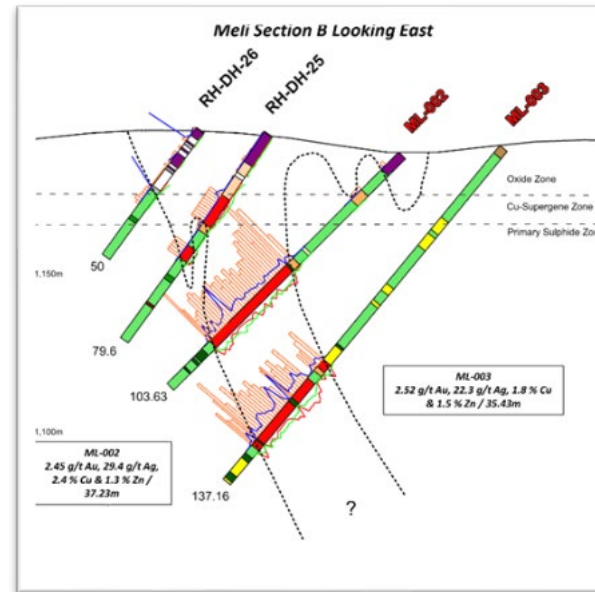 Meli Section B Looking East
RH-DH-26
RH-DH-25
ML-002
ML-003
Oxide Zone
Cu-Supergene Zone
Primary Sulphide Zo
1,150m
50
79.6
103.63
ML-003
2.52 g/t Au, 22.3 g/t Ag, 1.8 % Cu
& 1.5 % Zn / 35.43m
1,100m
ML-002
2.45 g/t Au, 29.4 g/t Ag,
2.4 % Cu & 1.3 % Zn /
37.23m
137.16
?